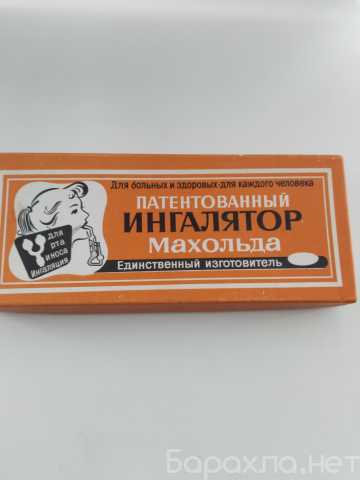 Для больных и здоровых-для каждого человека
ПАТЕНТОВАННЫЙ
ИНГАЛЯТОР
Махольда
Единственный изготовитель
для
рта
и носа
Ингаляция
Барахла.нет